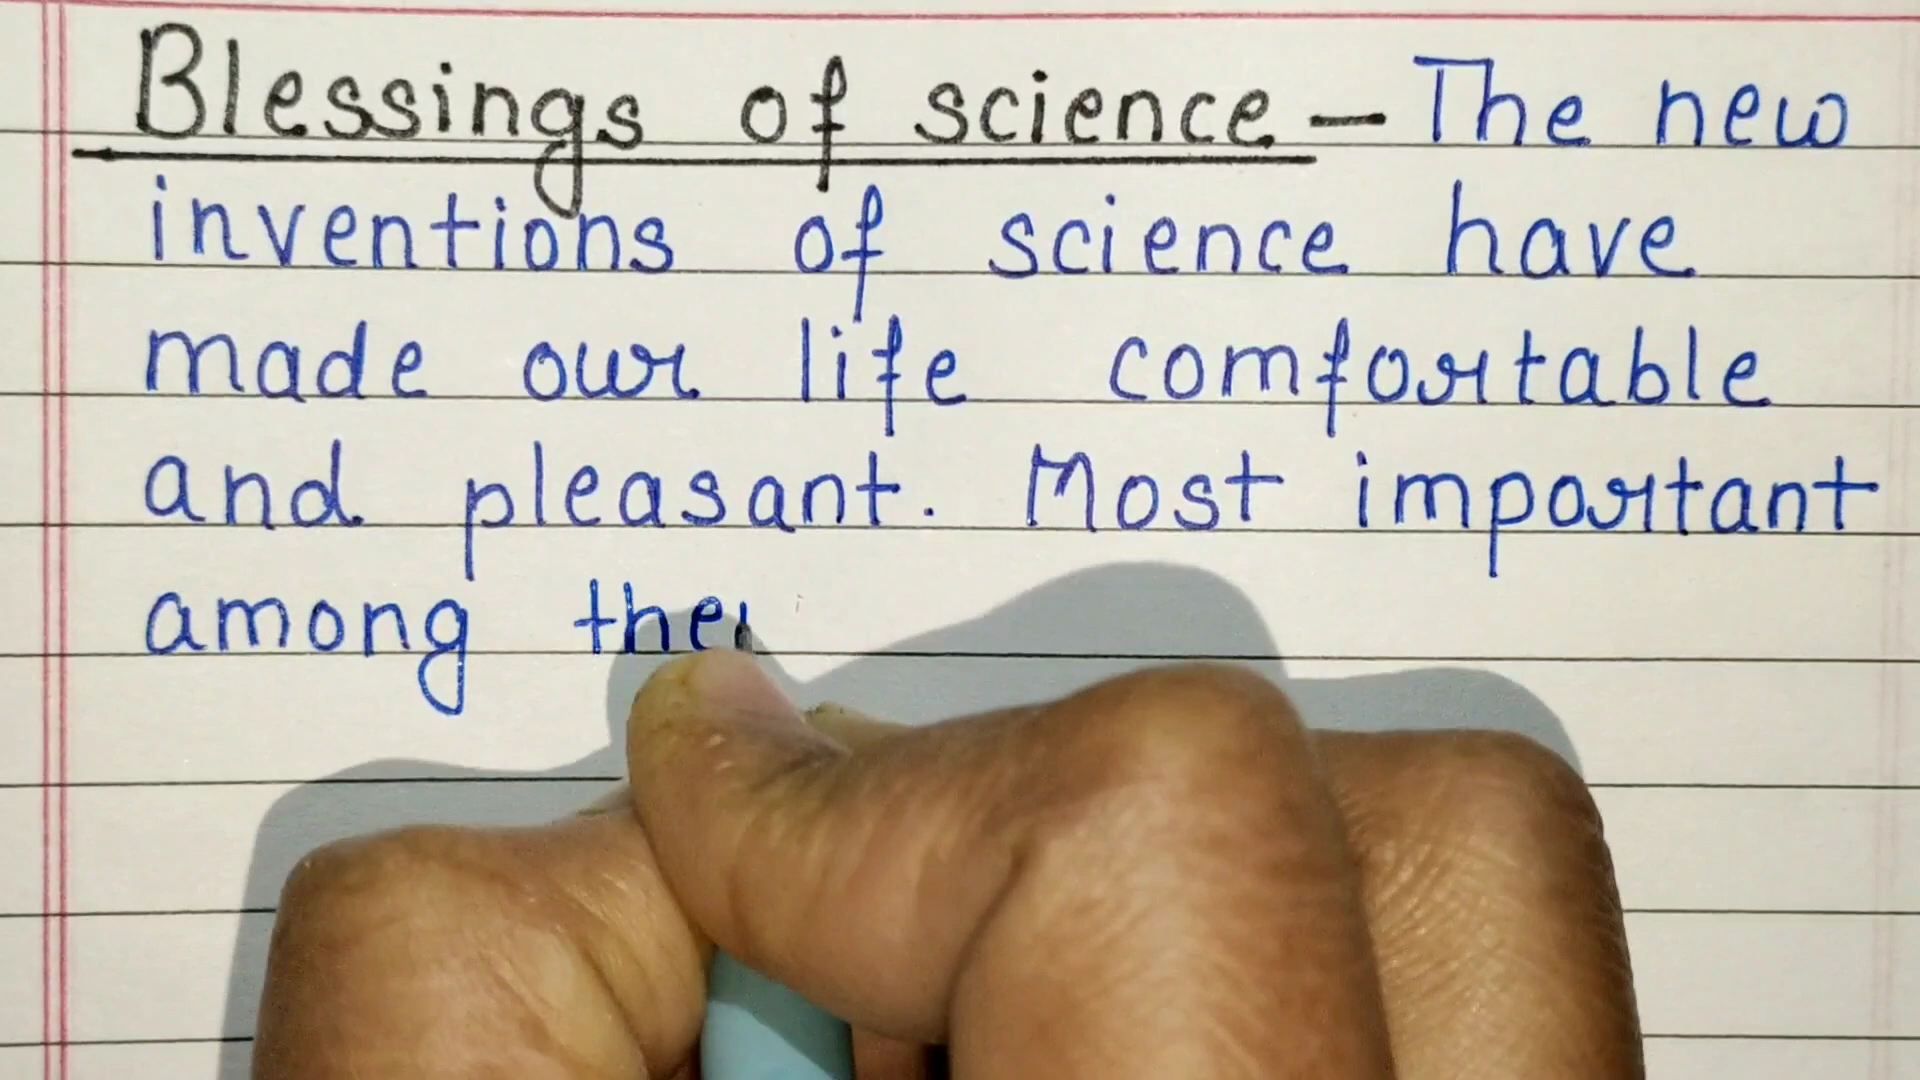 Blessings of science – The new
inventions of science have
made our life comfortable
and pleasant. Most important
among the